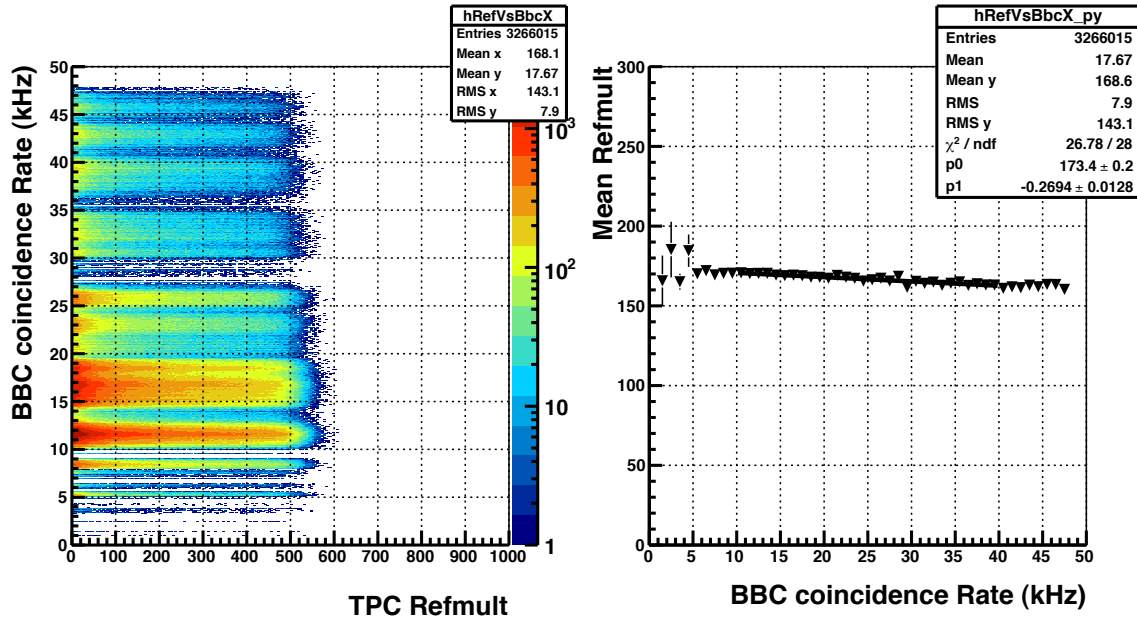 hRefVsBbcX
Entries 3266015
Mean x 168.1
Mean y 17.67
RMS x 143.1
RMS y 7.9
BBC coincidence Rate (kHz)
50
45
40
35
30
25
20
15
10
5
0
0 100 200 300 400 500 600 700 800 900 1000
TPC Refmult
10³
10²
10
1
hRefVsBbcX_py
Entries 3266015
Mean 17.67
Mean y 168.6
RMS 7.9
RMS y 143.1
χ² / ndf 26.78 / 28
p0 173.4 ± 0.2
p1 -0.2694 ± 0.0128
Mean Refmult
300
250
200
150
100
50
0
0 5 10 15 20 25 30 35 40 45 50
BBC coincidence Rate (kHz)